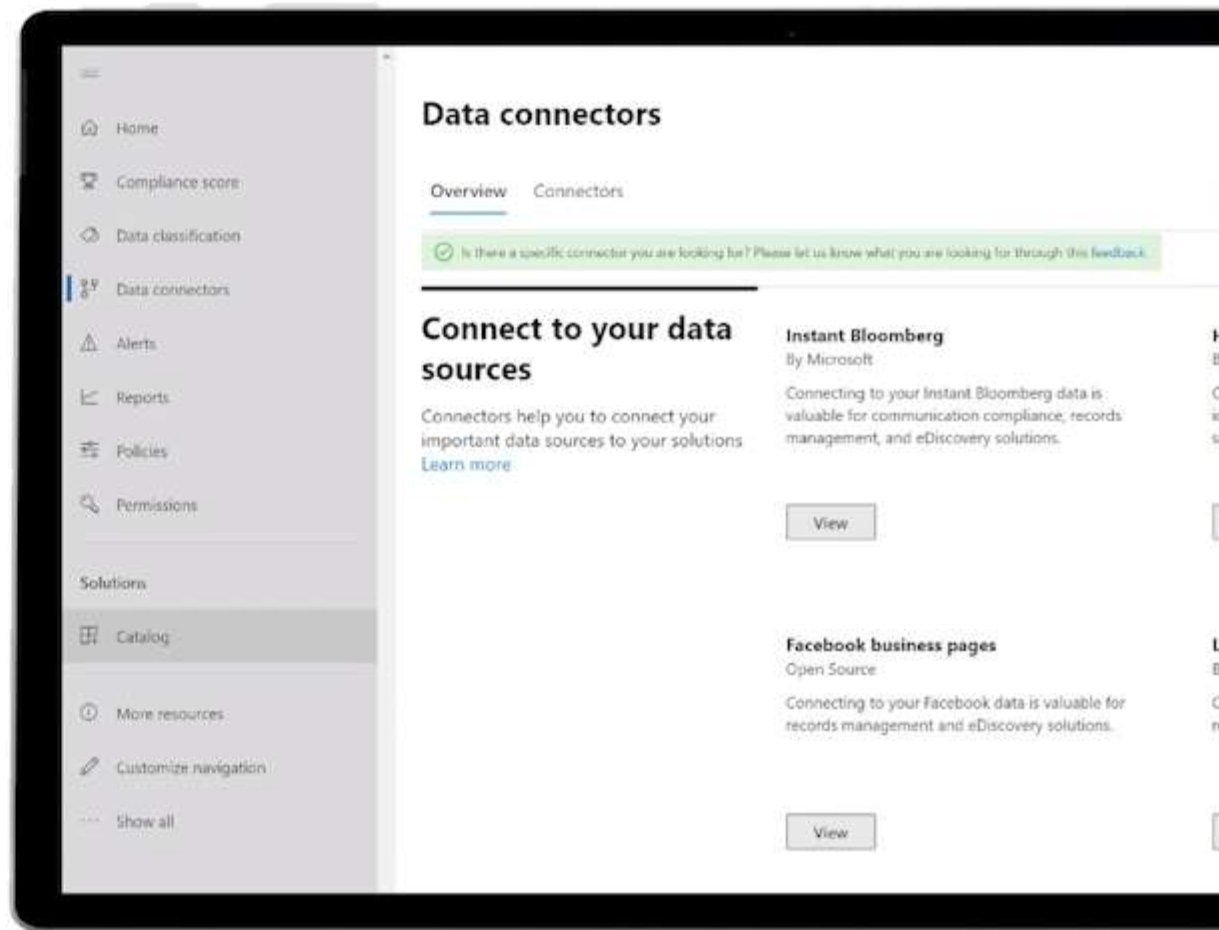 Home
Compliance score
Data classification
Data connectors
Alerts
Reports
Policies
Permissions
Solutions
Catalog
More resources
Customize navigation
Show all
Data connectors
Overview Connectors
Is there a specific connector you are looking for? Please let us know what you are looking for through this feedback.
Connect to your data
sources
Connectors help you to connect your
important data sources to your solutions
Learn more
Instant Bloomberg
By Microsoft
Connecting to your Instant Bloomberg data is
valuable for communication compliance, records
management, and eDiscovery solutions.
View
Facebook business pages
Open Source
Connecting to your Facebook data is valuable for
records management and eDiscovery solutions.
View